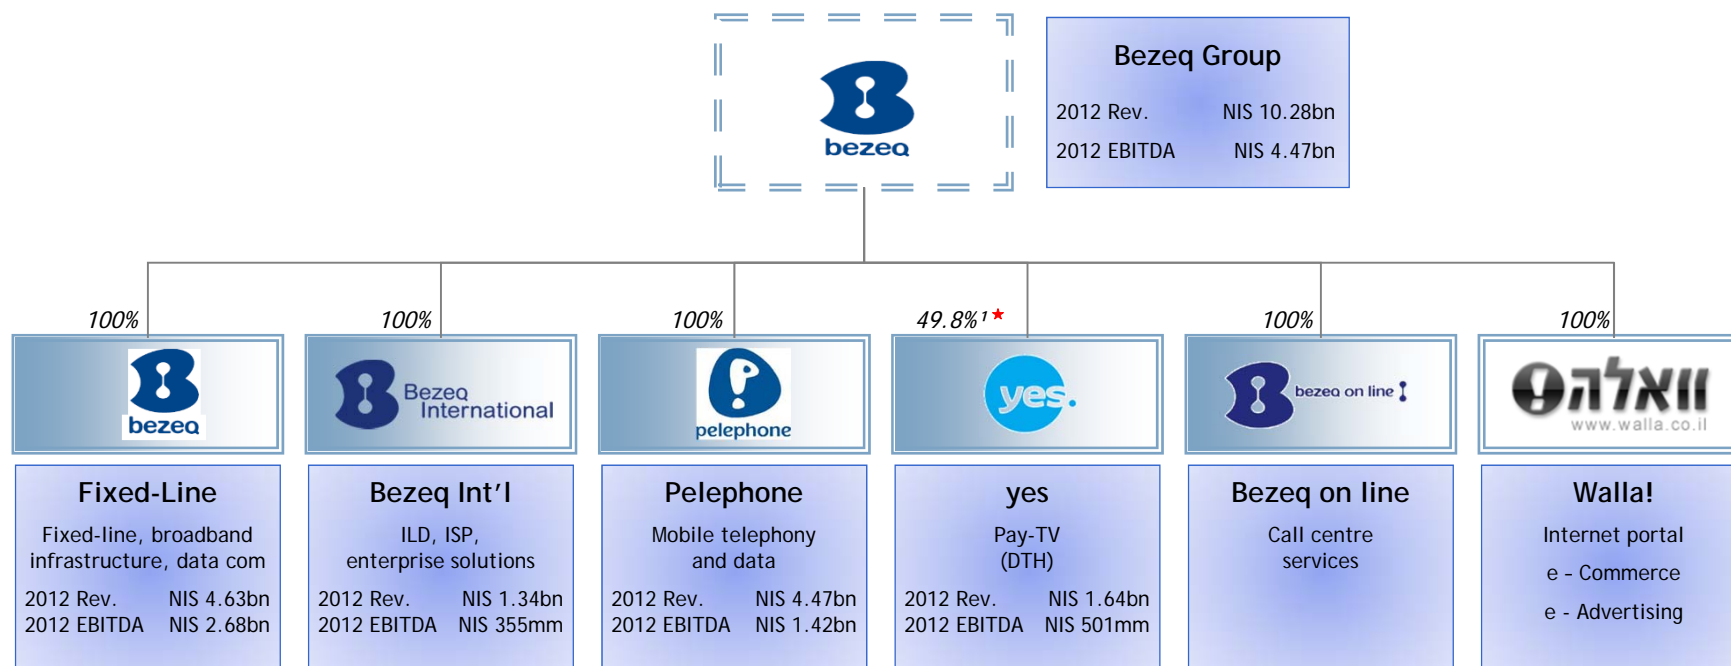 bezeq
Bezeq Group
2012 Rev. NIS 10.28bn
2012 EBITDA NIS 4.47bn
100%
100%
100%
49.8%¹★
100%
100%
bezeq
Bezeq
International
pelephone
yes.
bezeq on line
וואלה!
www.walla.co.il
Fixed-Line
Fixed-line, broadband
infrastructure, data com
2012 Rev. NIS 4.63bn
2012 EBITDA NIS 2.68bn
Bezeq Int'l
ILD, ISP,
enterprise solutions
2012 Rev. NIS 1.34bn
2012 EBITDA NIS 355mm
Pelephone
Mobile telephony
and data
2012 Rev. NIS 4.47bn
2012 EBITDA NIS 1.42bn
yes
Pay-TV
(DTH)
2012 Rev. NIS 1.64bn
2012 EBITDA NIS 501mm
Bezeq on line
Call centre
services
Walla!
Internet portal
e - Commerce
e - Advertising